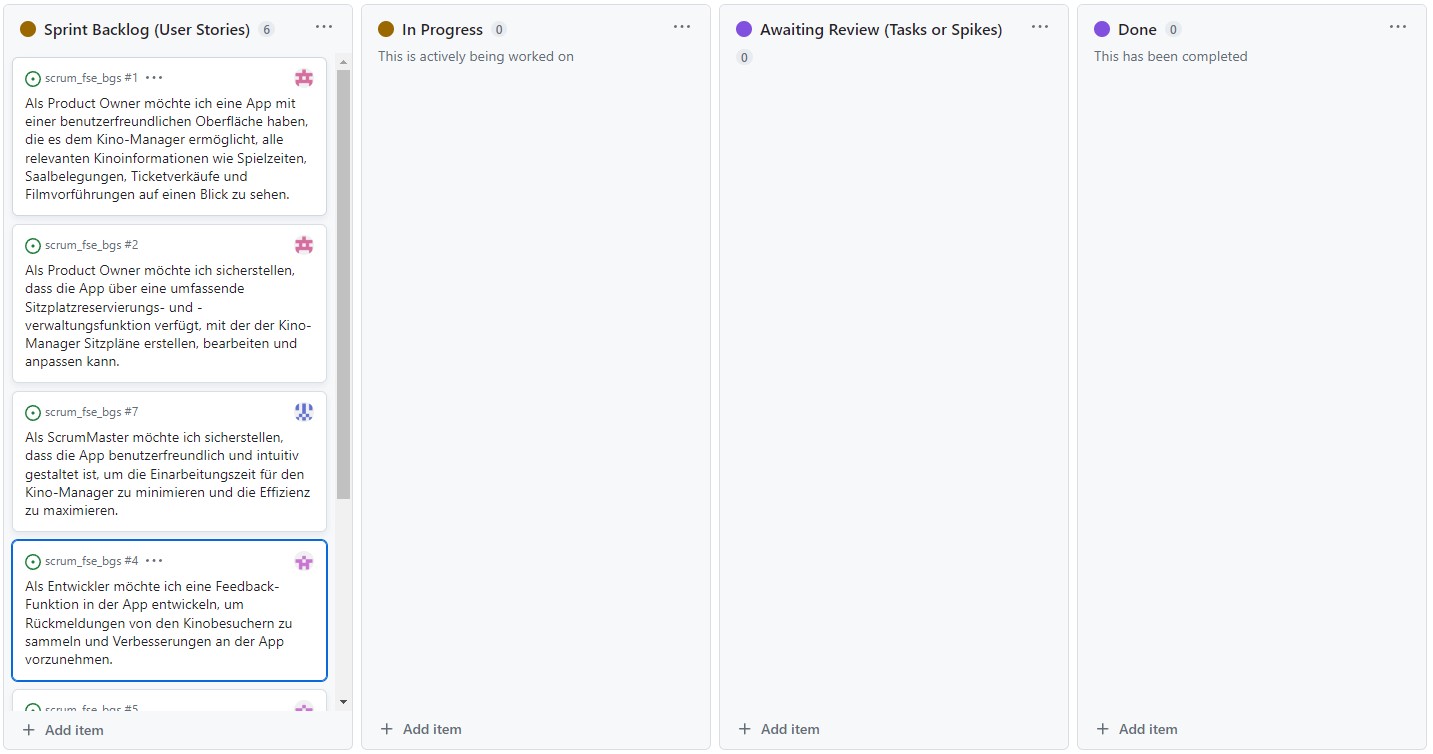 Sprint Backlog (User Stories) 6 ...
scrum_fse_bgs #1 ...
Als Product Owner möchte ich eine App mit
einer benutzerfreundlichen Oberfläche haben,
die es dem Kino-Manager ermöglicht, alle
relevanten Kinoinformationen wie Spielzeiten,
Saalbelegungen, Ticketverkäufe und
Filmvorführungen auf einen Blick zu sehen.
scrum_fse_bgs #2
Als Product Owner möchte ich sicherstellen,
dass die App über eine umfassende
Sitzplatzreservierungs- und -
verwaltungsfunktion verfügt, mit der der Kino-
Manager Sitzpläne erstellen, bearbeiten und
anpassen kann.
scrum_fse_bgs #7
Als ScrumMaster möchte ich sicherstellen,
dass die App benutzerfreundlich und intuitiv
gestaltet ist, um die Einarbeitungszeit für den
Kino-Manager zu minimieren und die Effizienz
zu maximieren.
scrum_fse_bgs #4 ...
Als Entwickler möchte ich eine Feedback-
Funktion in der App entwickeln, um
Rückmeldungen von den Kinobesuchern zu
sammeln und Verbesserungen an der App
vorzunehmen.
scrum_fse_bgs #5
+ Add item
In Progress 0 ...
This is actively being worked on
+ Add item
Awaiting Review (Tasks or Spikes) ...
0
+ Add item
Done 0 ...
This has been completed
+ Add item